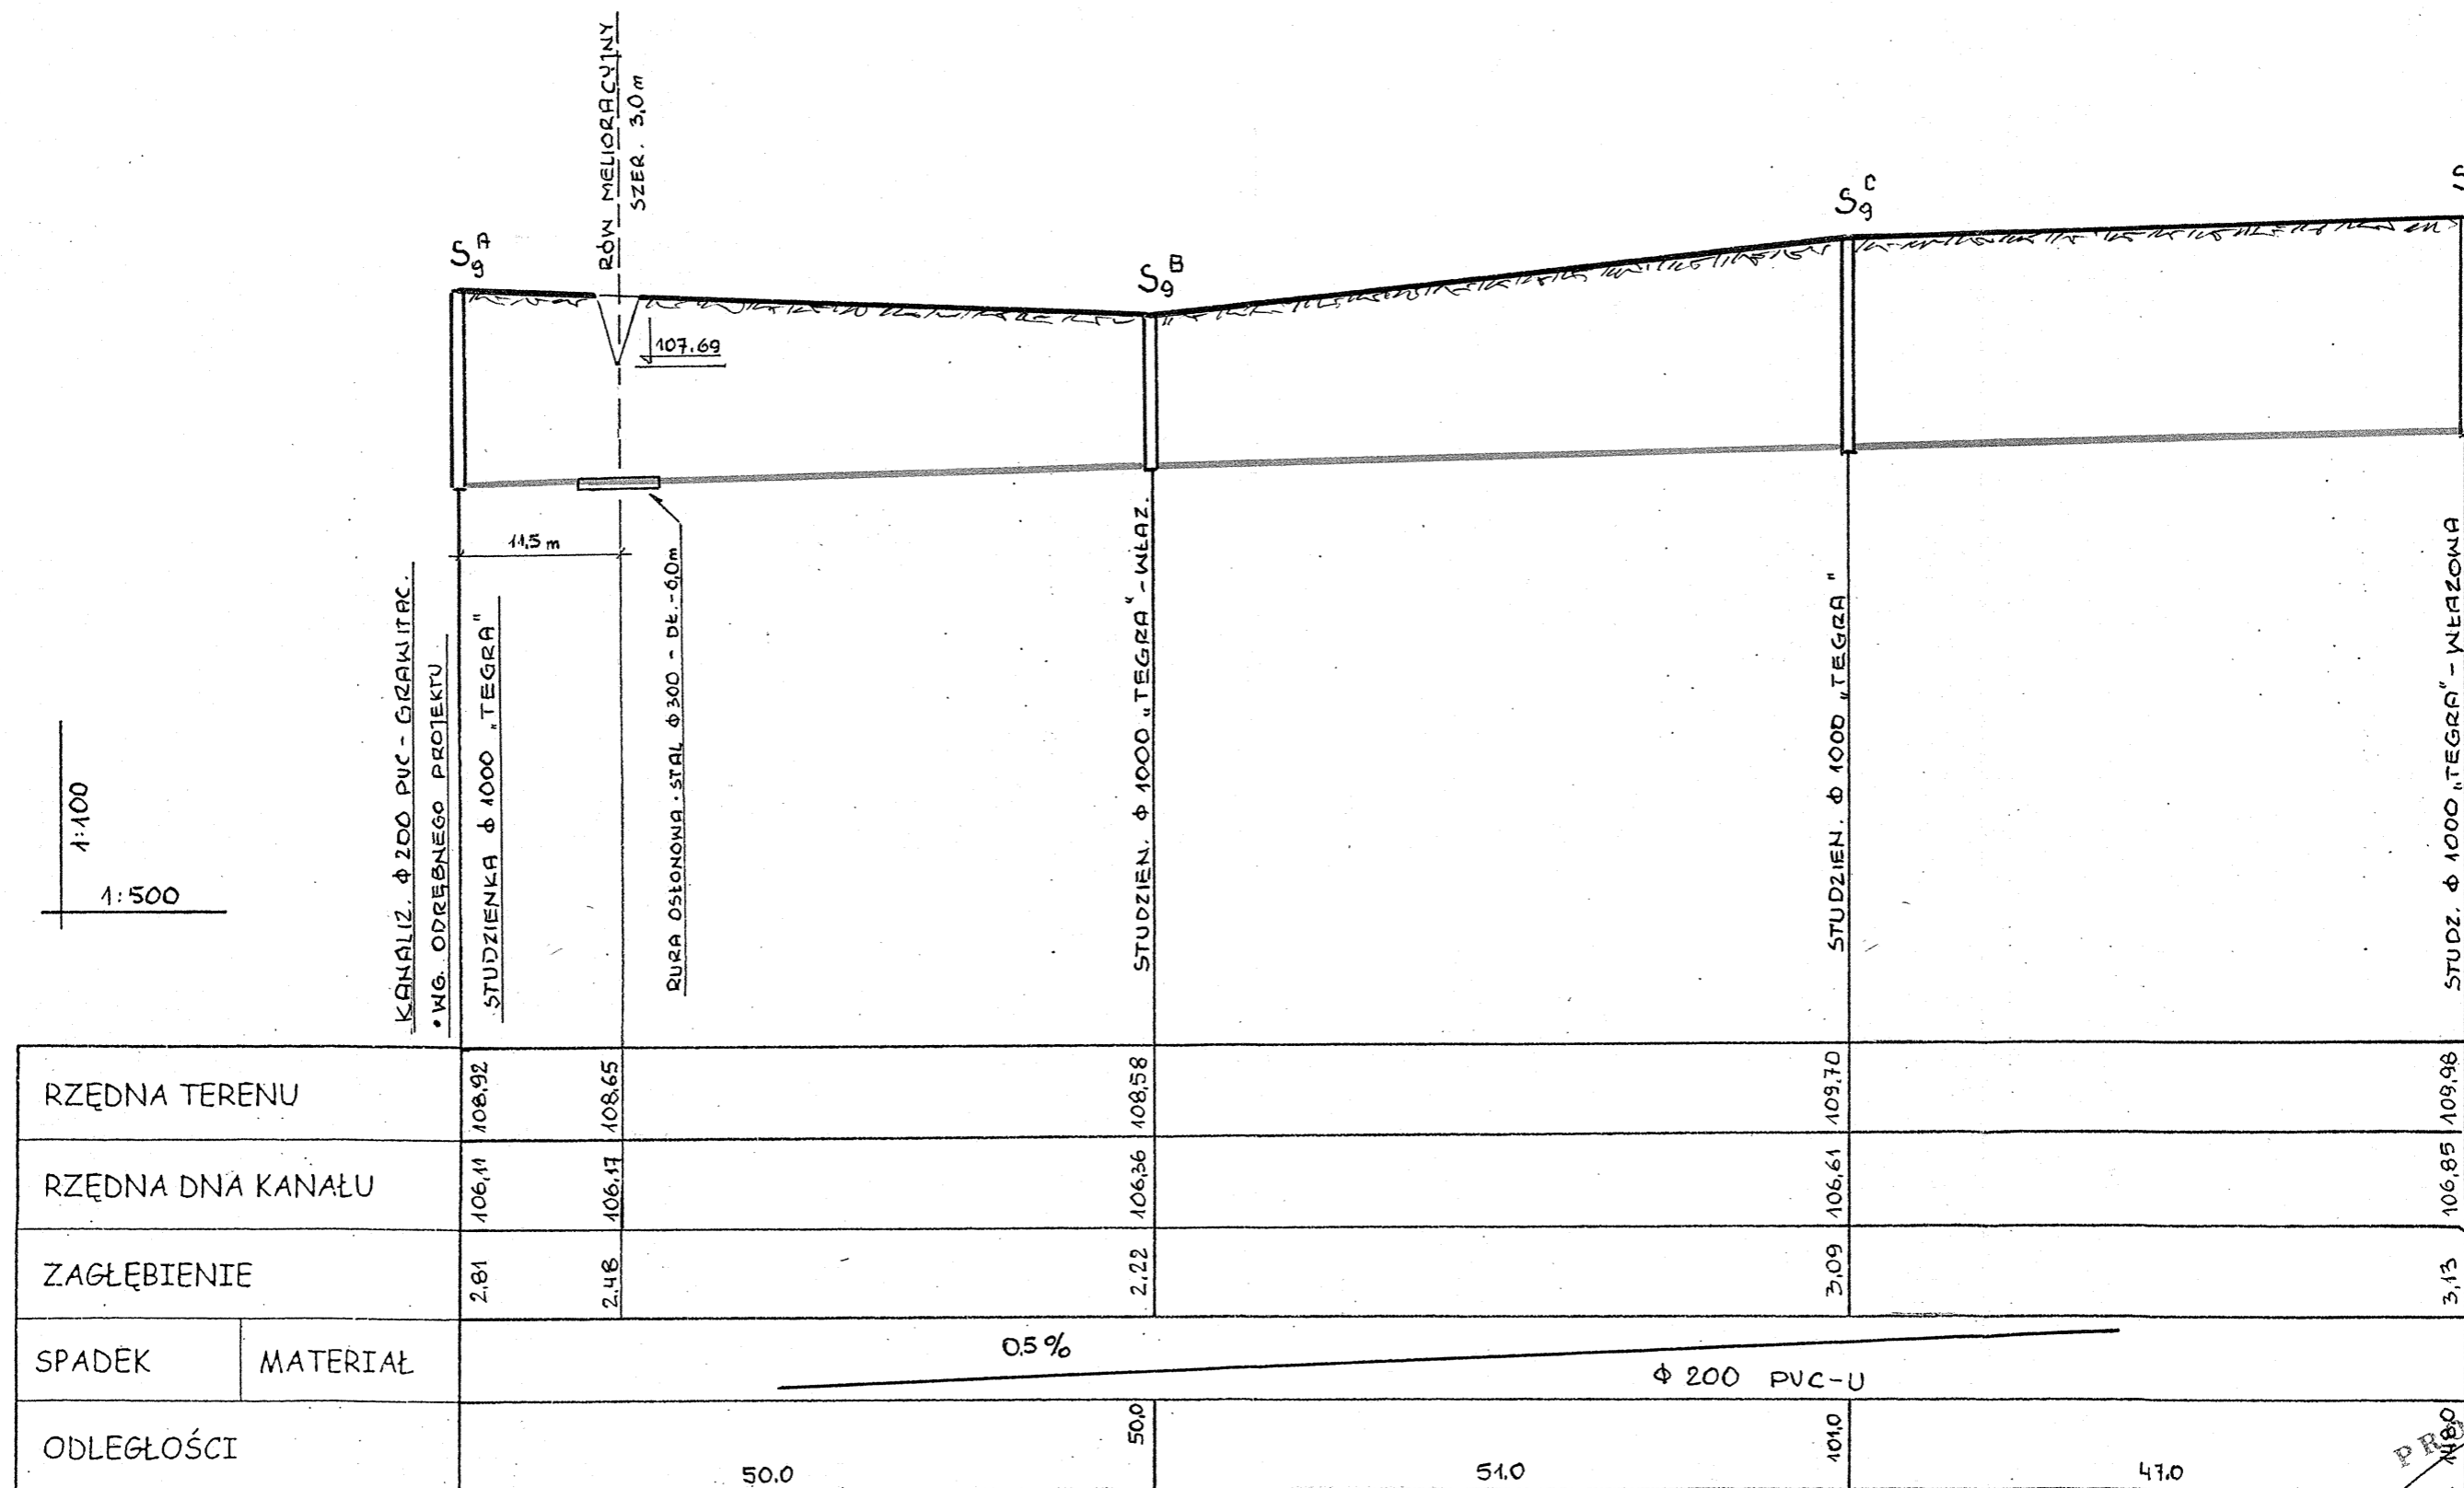 RÓW MELIORACYJNY
SZER. 3,0m
S9A
S9B
S9C
107.69
11,5 m
KANALIZ. Φ 200 PVC - GRAWITAC.
• WG. ODRĘBNEGO PROJEKTU
STUDZIENKA Φ 1000 „TEGRA"
RURA OSŁONOWA. STAL Φ300 - DŁ.-6,0m
STUDZIEN. Φ 1000 „TEGRA" - WŁAZ.
STUDZIEN. Φ 1000 „TEGRA"
STUDZ. Φ 1000 „TEGRA" - WŁAZOWA
1:100
1:500
RZĘDNA TERENU 108,92 108,65 108,58 109,70 109,98
RZĘDNA DNA KANAŁU 106,11 106,17 106,36 106,61 106,85
ZAGŁĘBIENIE 2,81 2,48 2,22 3,09 3,13
SPADEK MATERIAŁ 0,5% Φ 200 PVC-U
ODLEGŁOŚCI 50,0 101,0 148,0
50.0 51.0 47.0